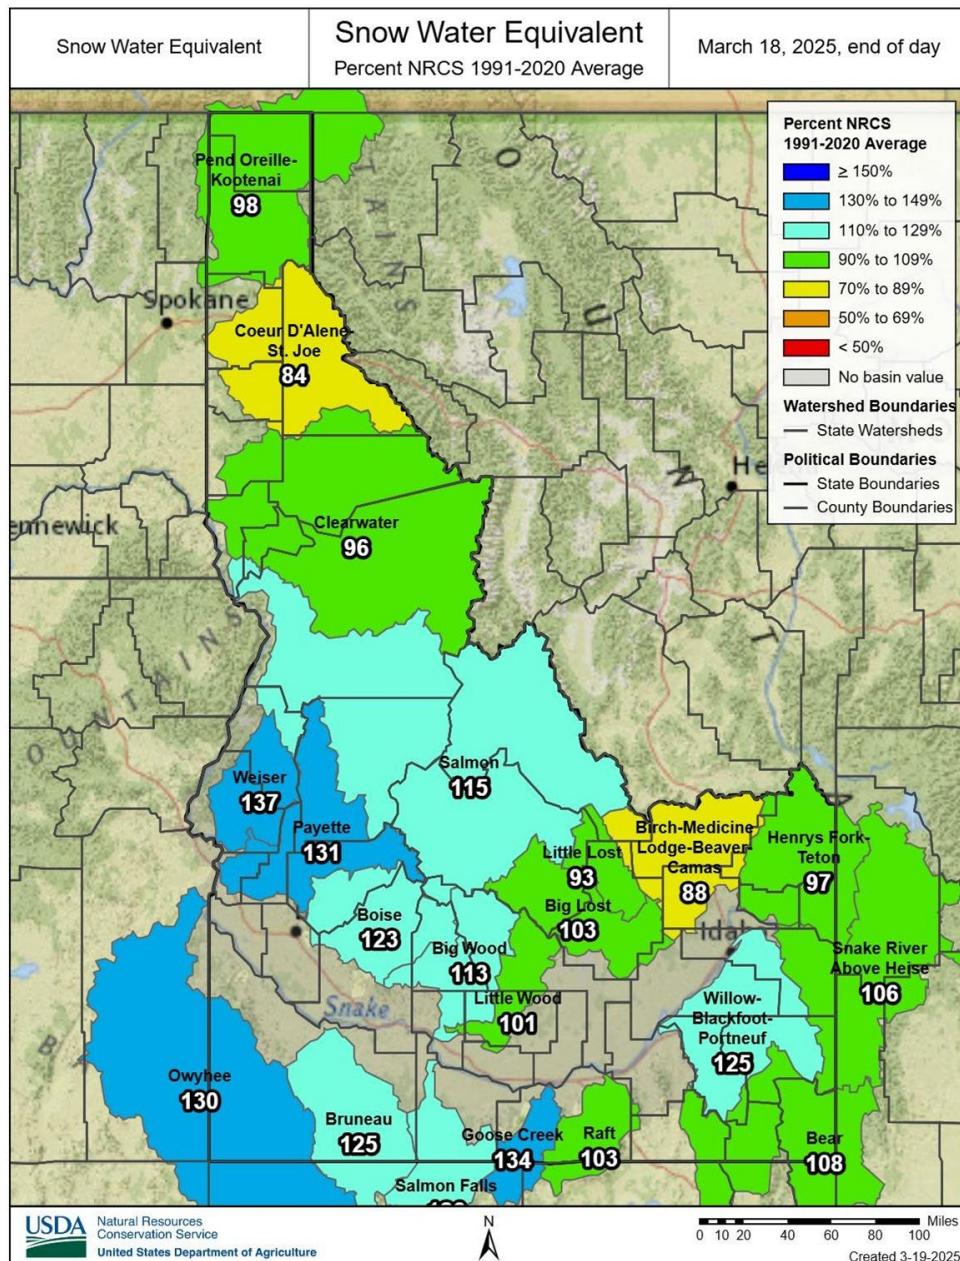 Snow Water Equivalent
Snow Water Equivalent
Percent NRCS 1991-2020 Average
March 18, 2025, end of day
Percent NRCS
1991-2020 Average
≥ 150%
130% to 149%
110% to 129%
90% to 109%
70% to 89%
50% to 69%
< 50%
No basin value
Watershed Boundaries
State Watersheds
Political Boundaries
State Boundaries
County Boundaries
Pend Oreille-
Kootenai
98
Spokane
Coeur D'Alene-
St. Joe
84
ennewick
Clearwater
96
OUNTAINS
Weiser
137
Payette
131
Salmon
115
Little Lost
93
Big Lost
103
Birch-Medicine
Lodge-Beaver-
Camas
88
Henrys Fork-
Teton
97
Boise
123
Big Wood
113
Little Wood
101
Snake
Snake River
Above Heise
106
Willow-
Blackfoot-
Portneuf
125
Owyhee
130
Bruneau
125
Salmon Falls
Goose Creek
134
Raft
103
Bear
108
USDA
Natural Resources
Conservation Service
United States Department of Agriculture
N
Miles
0 10 20 40 60 80 100
Created 3-19-2025